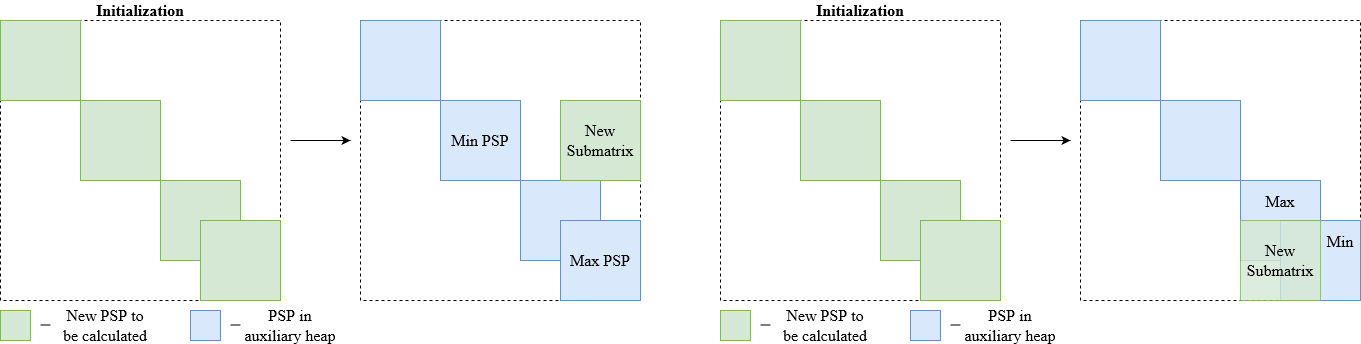 Initialization
Min PSP
New
Submatrix
Max PSP
– New PSP to
be calculated
– PSP in
auxiliary heap
Initialization
Max
New
Submatrix
Min
– New PSP to
be calculated
– PSP in
auxiliary heap